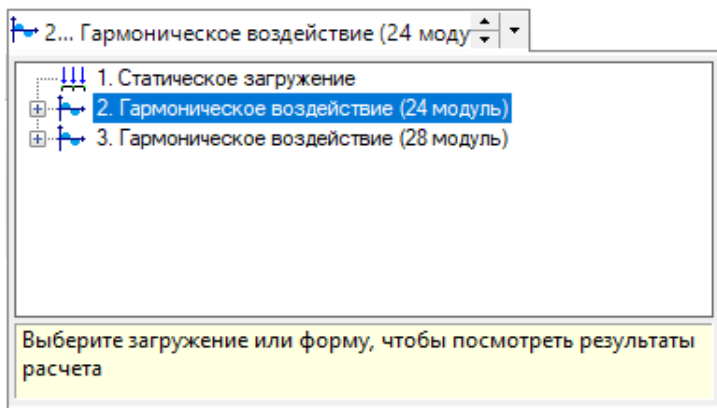 2... Гармоническое воздействие (24 моду
1. Статическое загружение
2. Гармоническое воздействие (24 модуль)
3. Гармоническое воздействие (28 модуль)
Выберите загружение или форму, чтобы посмотреть результаты
расчета